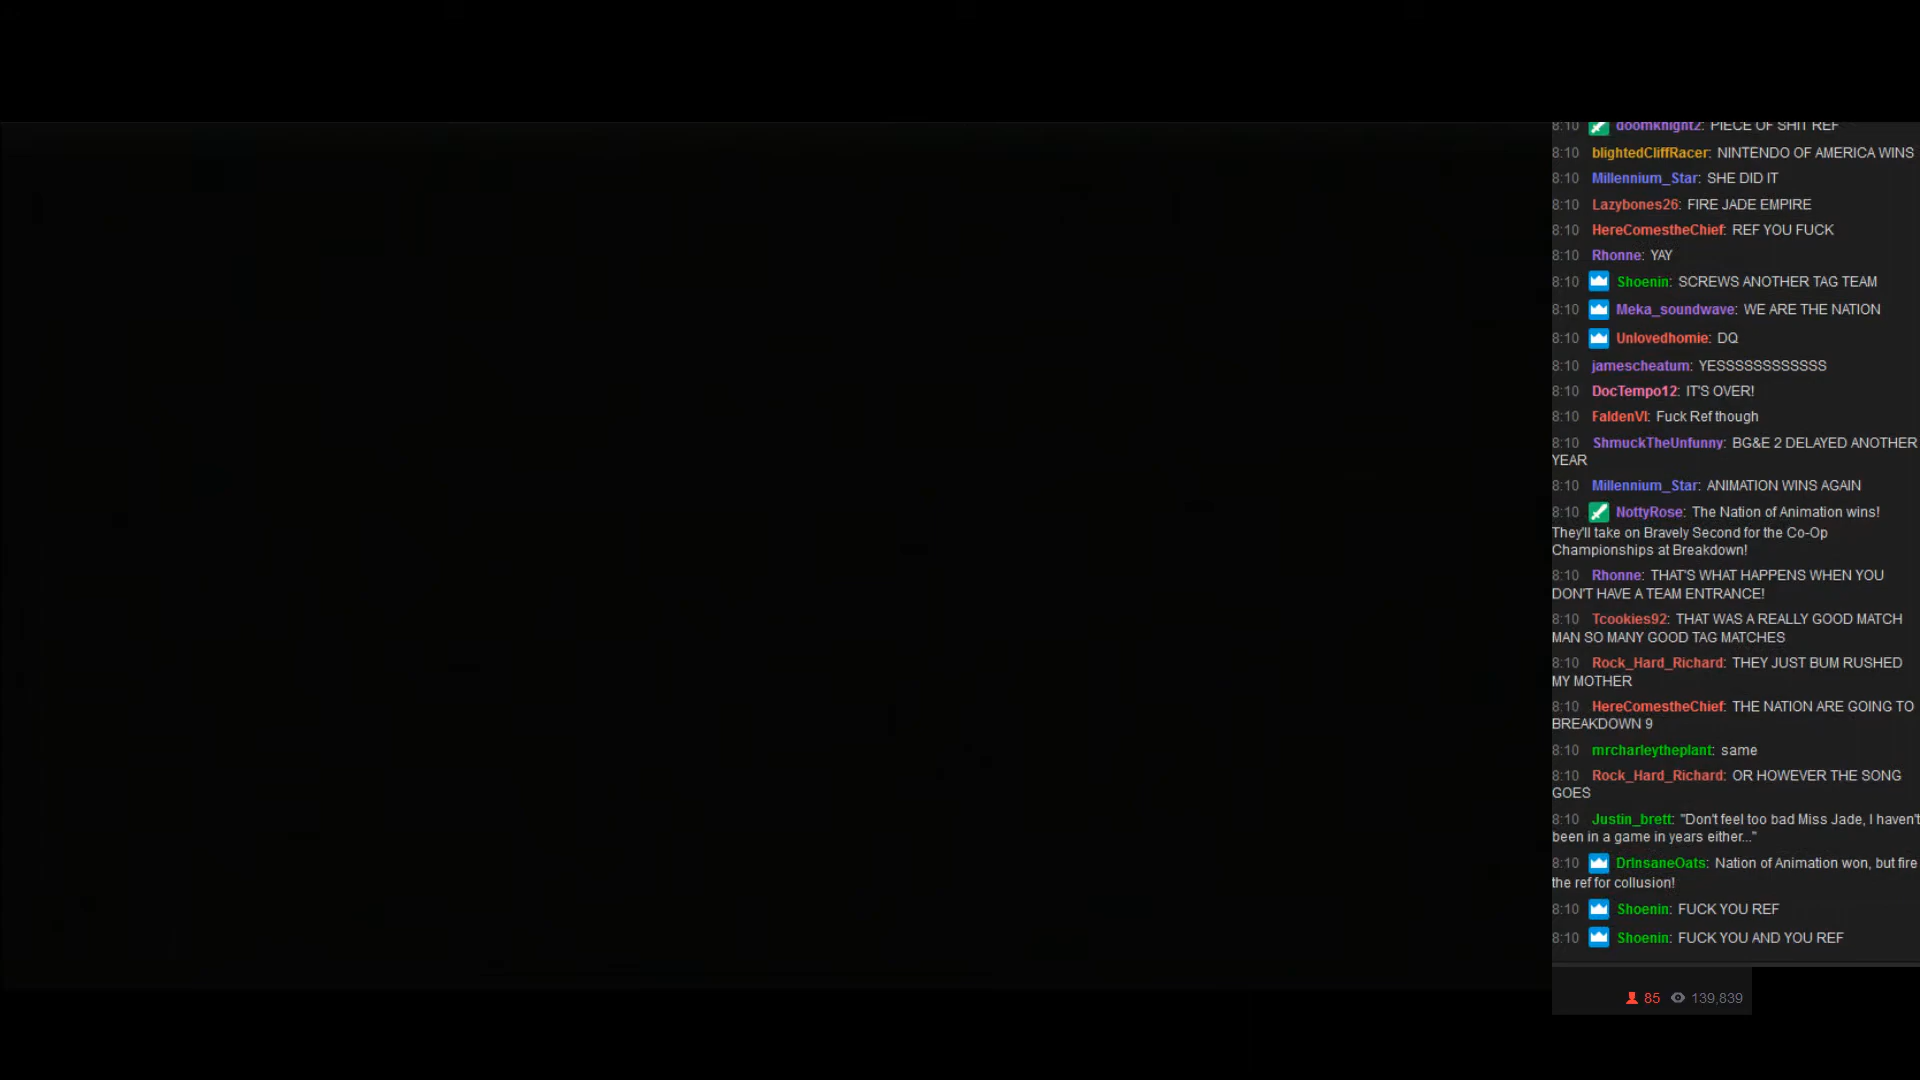 8:10 doomknight2: PIECE OF SHIT REF
8:10 blightedCliffRacer: NINTENDO OF AMERICA WINS
8:10 Millennium_Star: SHE DID IT
8:10 Lazybones26: FIRE JADE EMPIRE
8:10 HereComestheChief: REF YOU FUCK
8:10 Rhonne: YAY
8:10 Shoenin: SCREWS ANOTHER TAG TEAM
8:10 Meka_soundwave: WE ARE THE NATION
8:10 Unlovedhomie: DQ
8:10 jamescheatum: YESSSSSSSSSSSS
8:10 DocTempo12: IT'S OVER!
8:10 FaldenVI: Fuck Ref though
8:10 ShmuckTheUnfunny: BG&E 2 DELAYED ANOTHER
YEAR
8:10 Millennium_Star: ANIMATION WINS AGAIN
8:10 NottyRose: The Nation of Animation wins!
They'll take on Bravely Second for the Co-Op
Championships at Breakdown!
8:10 Rhonne: THAT'S WHAT HAPPENS WHEN YOU
DON'T HAVE A TEAM ENTRANCE!
8:10 Tcookies92: THAT WAS A REALLY GOOD MATCH
MAN SO MANY GOOD TAG MATCHES
8:10 Rock_Hard_Richard: THEY JUST BUM RUSHED
MY MOTHER
8:10 HereComestheChief: THE NATION ARE GOING TO
BREAKDOWN 9
8:10 mrcharleytheplant: same
8:10 Rock_Hard_Richard: OR HOWEVER THE SONG
GOES
8:10 Justin_brett: "Don't feel too bad Miss Jade, I haven't
been in a game in years either..."
8:10 DrInsaneOats: Nation of Animation won, but fire
the ref for collusion!
8:10 Shoenin: FUCK YOU REF
8:10 Shoenin: FUCK YOU AND YOU REF
85 139,839